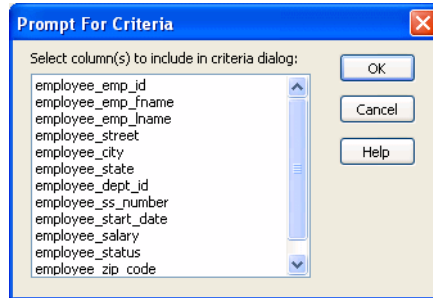 Prompt For Criteria
Select column(s) to include in criteria dialog:
employee_emp_id
employee_emp_fname
employee_emp_lname
employee_street
employee_city
employee_state
employee_dept_id
employee_ss_number
employee_start_date
employee_salary
employee_status
employee_zip_code
OK
Cancel
Help